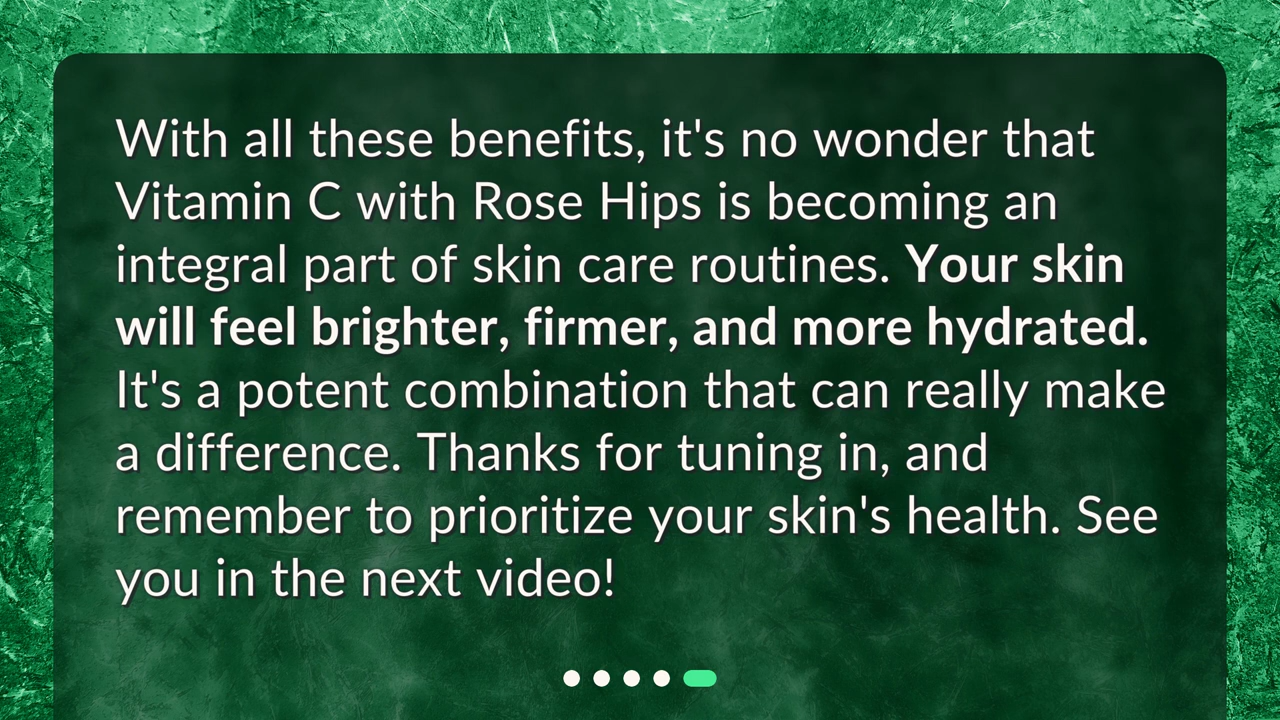 With all these benefits, it's no wonder that
Vitamin C with Rose Hips is becoming an
integral part of skin care routines. Your skin
will feel brighter, firmer, and more hydrated.
It's a potent combination that can really make
a difference. Thanks for tuning in, and
remember to prioritize your skin's health. See
you in the next video!